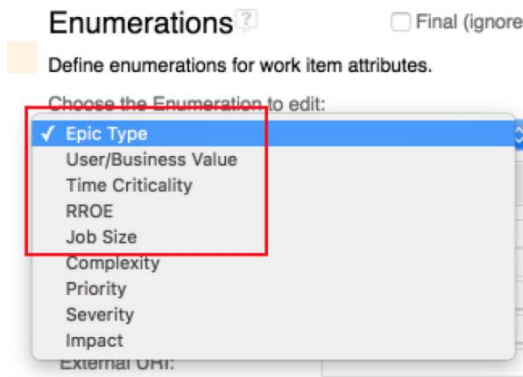 Enumerations ?
Final (ignore
Define enumerations for work item attributes.
Choose the Enumeration to edit:
✓ Epic Type
User/Business Value
Time Criticality
RROE
Job Size
Complexity
Priority
Severity
Impact
External URI: